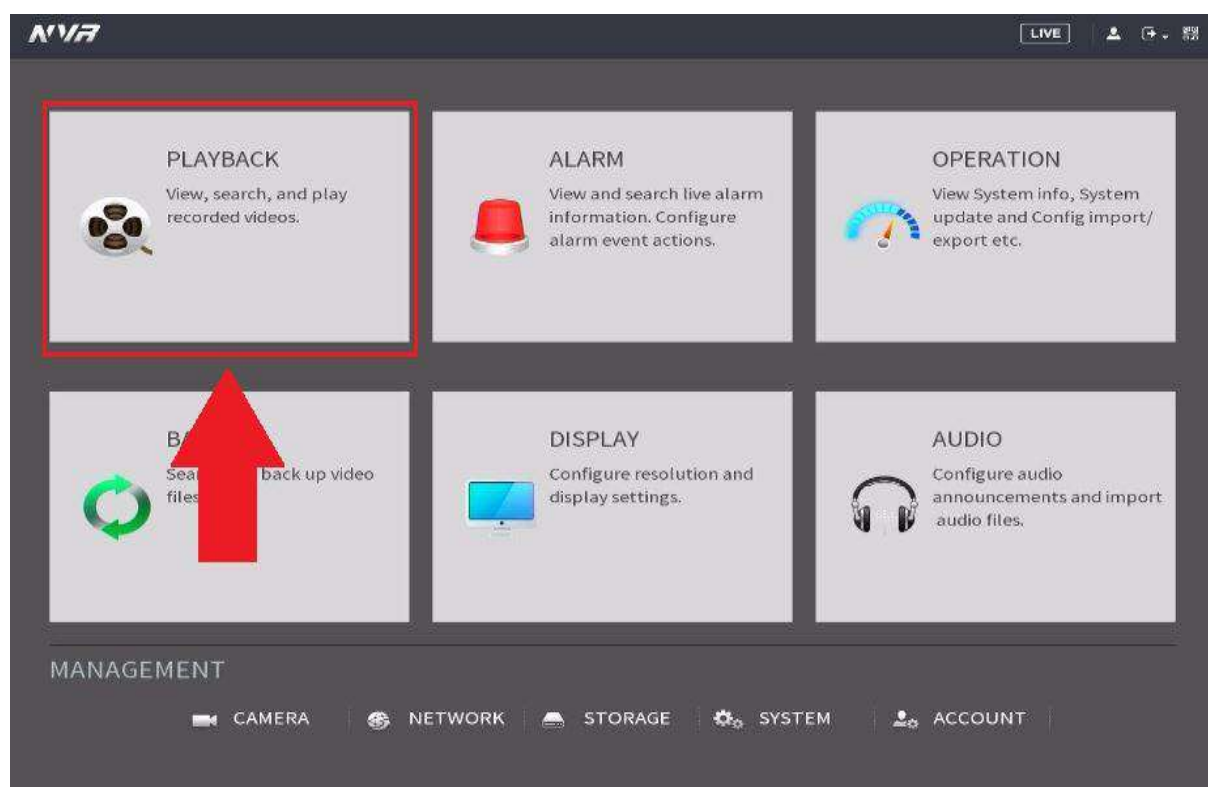 NVR
LIVE
PLAYBACK
View, search, and play
recorded videos.
ALARM
View and search live alarm
information. Configure
alarm event actions.
OPERATION
View System info, System
update and Config import/
export etc.
back up video
files
DISPLAY
Configure resolution and
display settings.
AUDIO
Configure audio
announcements and import
audio files.
MANAGEMENT
CAMERA
NETWORK
STORAGE
SYSTEM
ACCOUNT